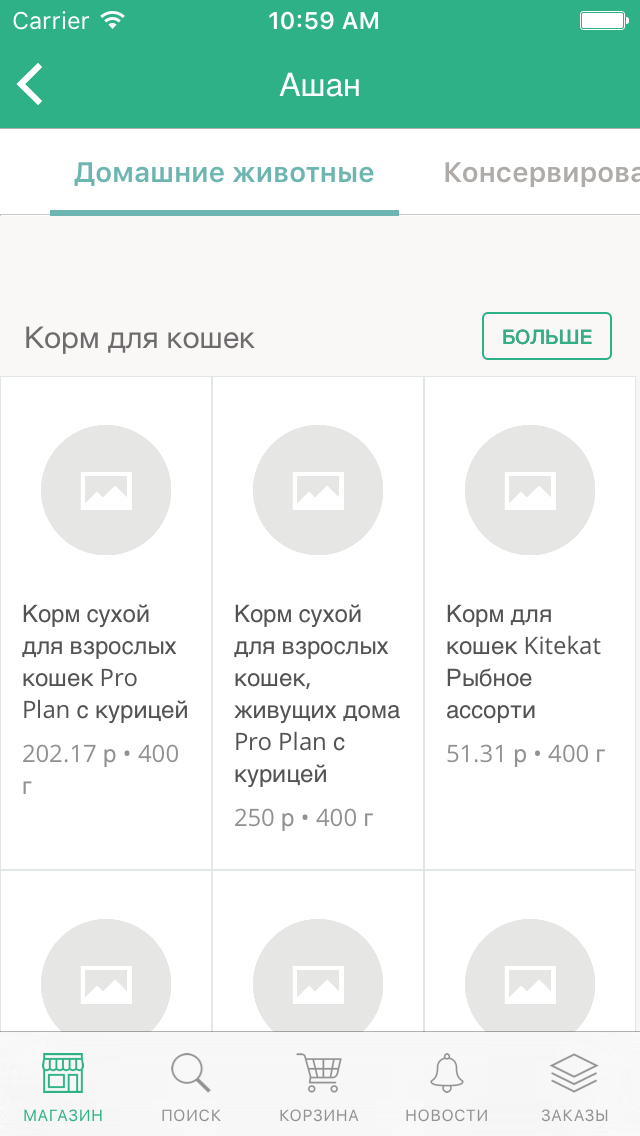 Carrier 10:59 AM
Ашан
Домашние животные Консервирова
Корм для кошек БОЛЬШЕ
Корм сухой
для взрослых
кошек Pro
Plan с курицей
202.17 р • 400
г
Корм сухой
для взрослых
кошек,
живущих дома
Pro Plan с
курицей
250 р • 400 г
Корм для
кошек Kitekat
Рыбное
ассорти
51.31 р • 400 г
МАГАЗИН ПОИСК КОРЗИНА НОВОСТИ ЗАКАЗЫ